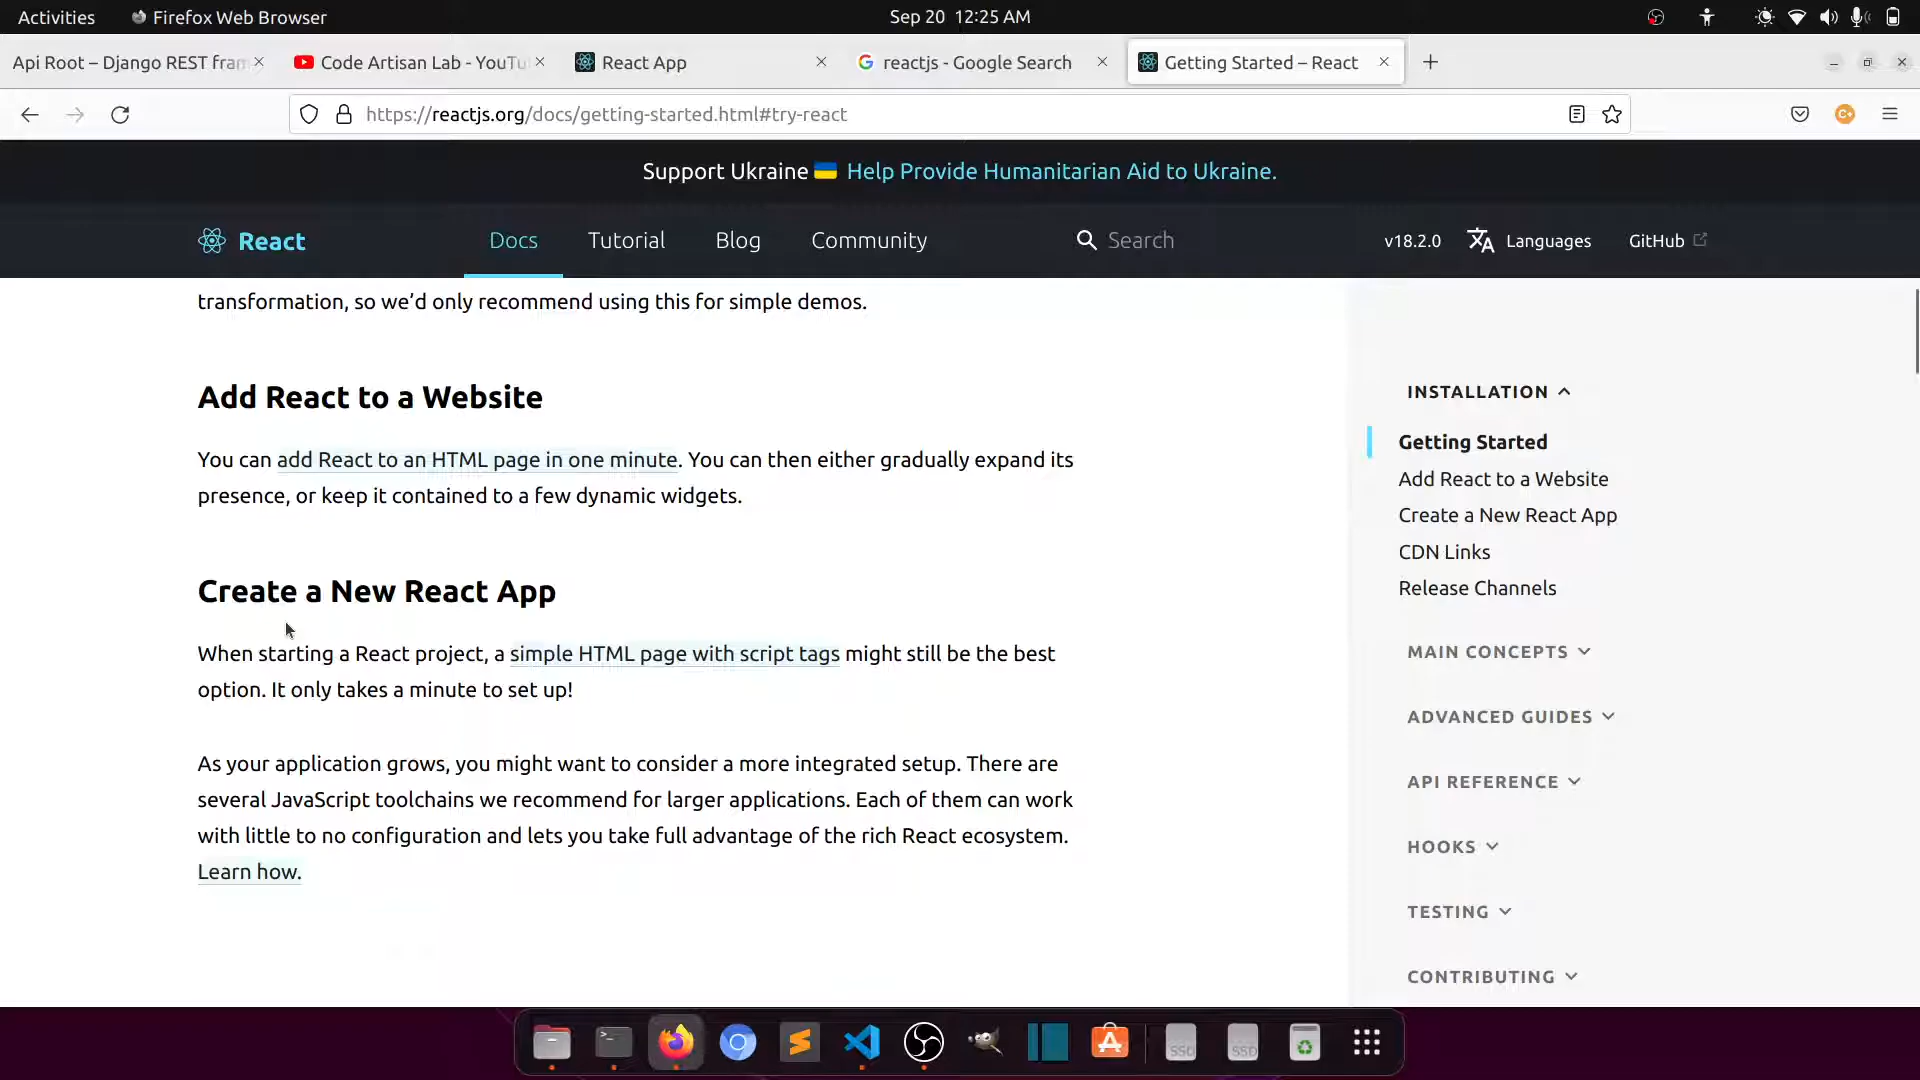 Activities
Firefox Web Browser
Sep 20 12:25 AM
Api Root – Django REST fram
Code Artisan Lab - YouTu
React App
reactjs - Google Search
Getting Started – React
https://reactjs.org/docs/getting-started.html#try-react
Support Ukraine Help Provide Humanitarian Aid to Ukraine.
React
Docs
Tutorial
Blog
Community
Search
v18.2.0
Languages
GitHub
transformation, so we’d only recommend using this for simple demos.
Add React to a Website
You can add React to an HTML page in one minute. You can then either gradually expand its
presence, or keep it contained to a few dynamic widgets.
Create a New React App
When starting a React project, a simple HTML page with script tags might still be the best
option. It only takes a minute to set up!
As your application grows, you might want to consider a more integrated setup. There are
several JavaScript toolchains we recommend for larger applications. Each of them can work
with little to no configuration and lets you take full advantage of the rich React ecosystem.
Learn how.
INSTALLATION
Getting Started
Add React to a Website
Create a New React App
CDN Links
Release Channels
MAIN CONCEPTS
ADVANCED GUIDES
API REFERENCE
HOOKS
TESTING
CONTRIBUTING
SSD
SSD